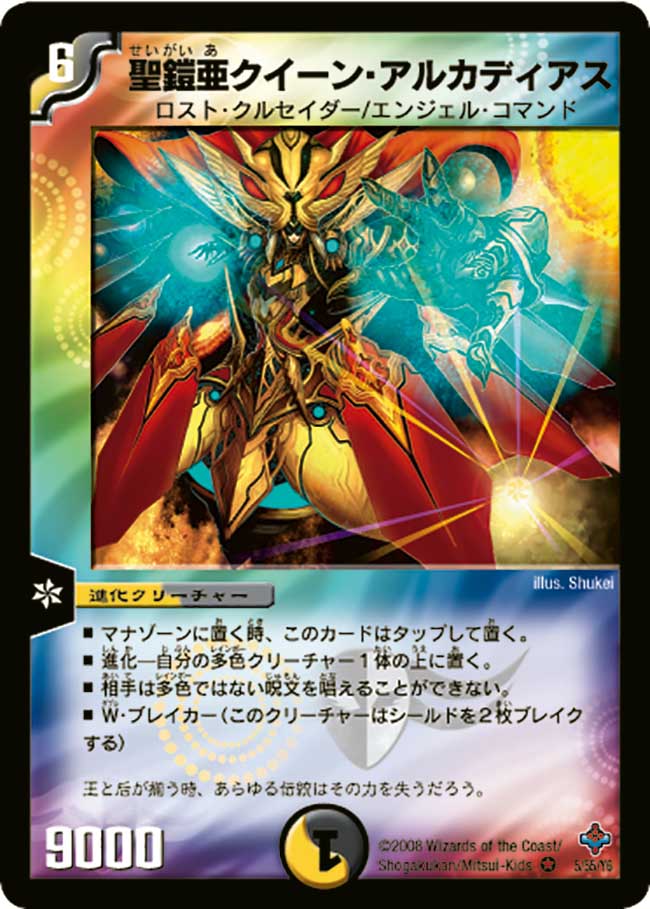 6
せいがい あ
聖鎧亜クイーン・アルカディアス
ロスト・クルセイダー/エンジェル・コマンド
illus. Shukei
進化クリーチャー
■ マナゾーンに置く時、このカードはタップして置く。
■ 進化―自分の多色クリーチャー1体の上に置く。
■ 相手は多色ではない呪文を唱えることができない。
■ W・ブレイカー（このクリーチャーはシールドを2枚ブレイク
する）
王と后が揃う時、あらゆる伝説はその力を失うだろう。
9000
1
©2008 Wizards of the Coast/
Shogakukan/Mitsui-Kids
5/55/Y6